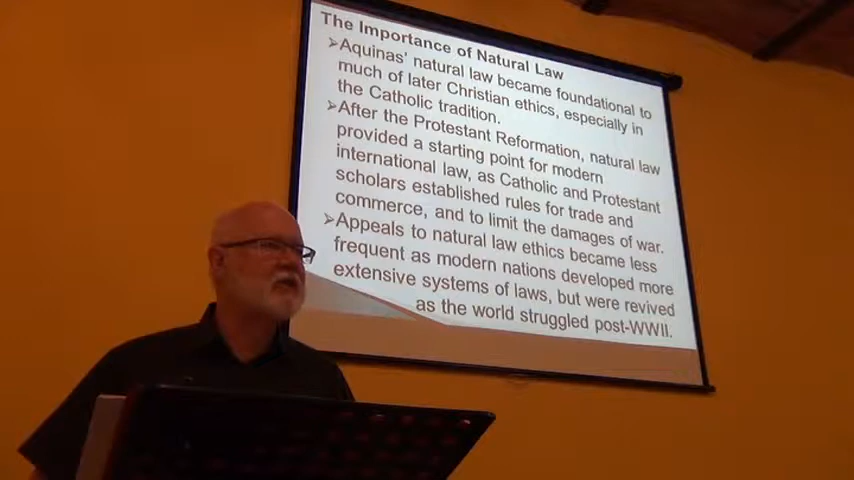 The Importance of Natural Law
➢Aquinas' natural law became foundational to
much of later Christian ethics, especially in
the Catholic tradition.
➢After the Protestant Reformation, natural law
provided a starting point for modern
international law, as Catholic and Protestant
scholars established rules for trade and
commerce, and to limit the damages of war.
➢Appeals to natural law ethics became less
frequent as modern nations developed more
extensive systems of laws, but were revived
as the world struggled post-WWII.